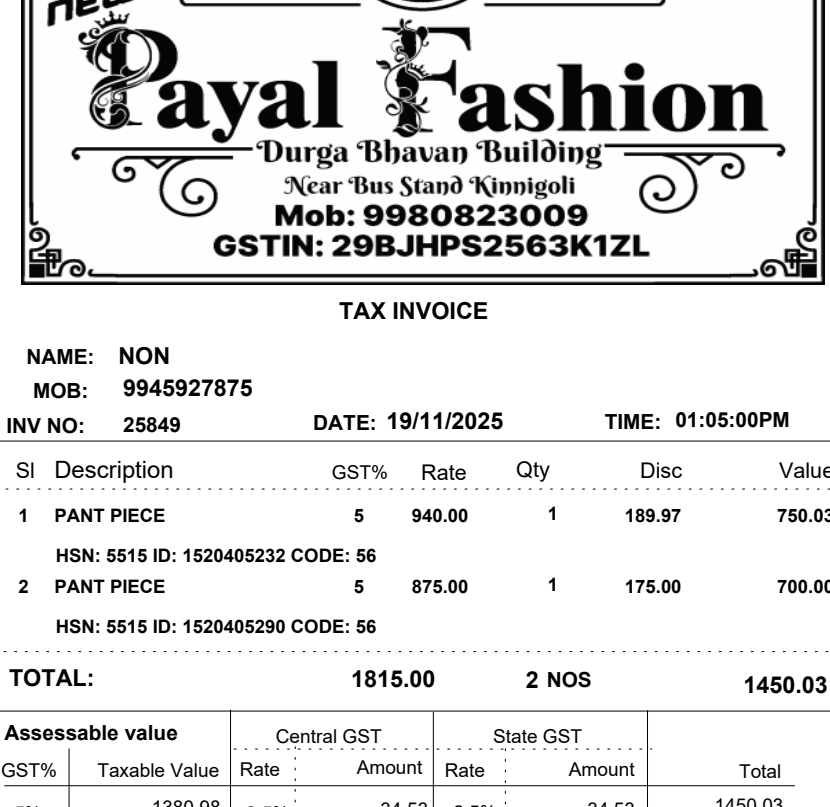 new
Payal Fashion
Durga Bhavan Building
Near Bus Stand Kinnigoli
Mob: 9980823009
GSTIN: 29BJHPS2563K1ZL
TAX INVOICE
NAME: NON
MOB: 9945927875
INV NO: 25849 DATE: 19/11/2025 TIME: 01:05:00PM
Sl Description GST% Rate Qty Disc Value
1 PANT PIECE 5 940.00 1 189.97 750.03
HSN: 5515 ID: 1520405232 CODE: 56
2 PANT PIECE 5 875.00 1 175.00 700.00
HSN: 5515 ID: 1520405290 CODE: 56
TOTAL: 1815.00 2 NOS 1450.03
Assessable value Central GST State GST
GST% Taxable Value Rate Amount Rate Amount Total
1380.98 34.52 34.52 1450.03